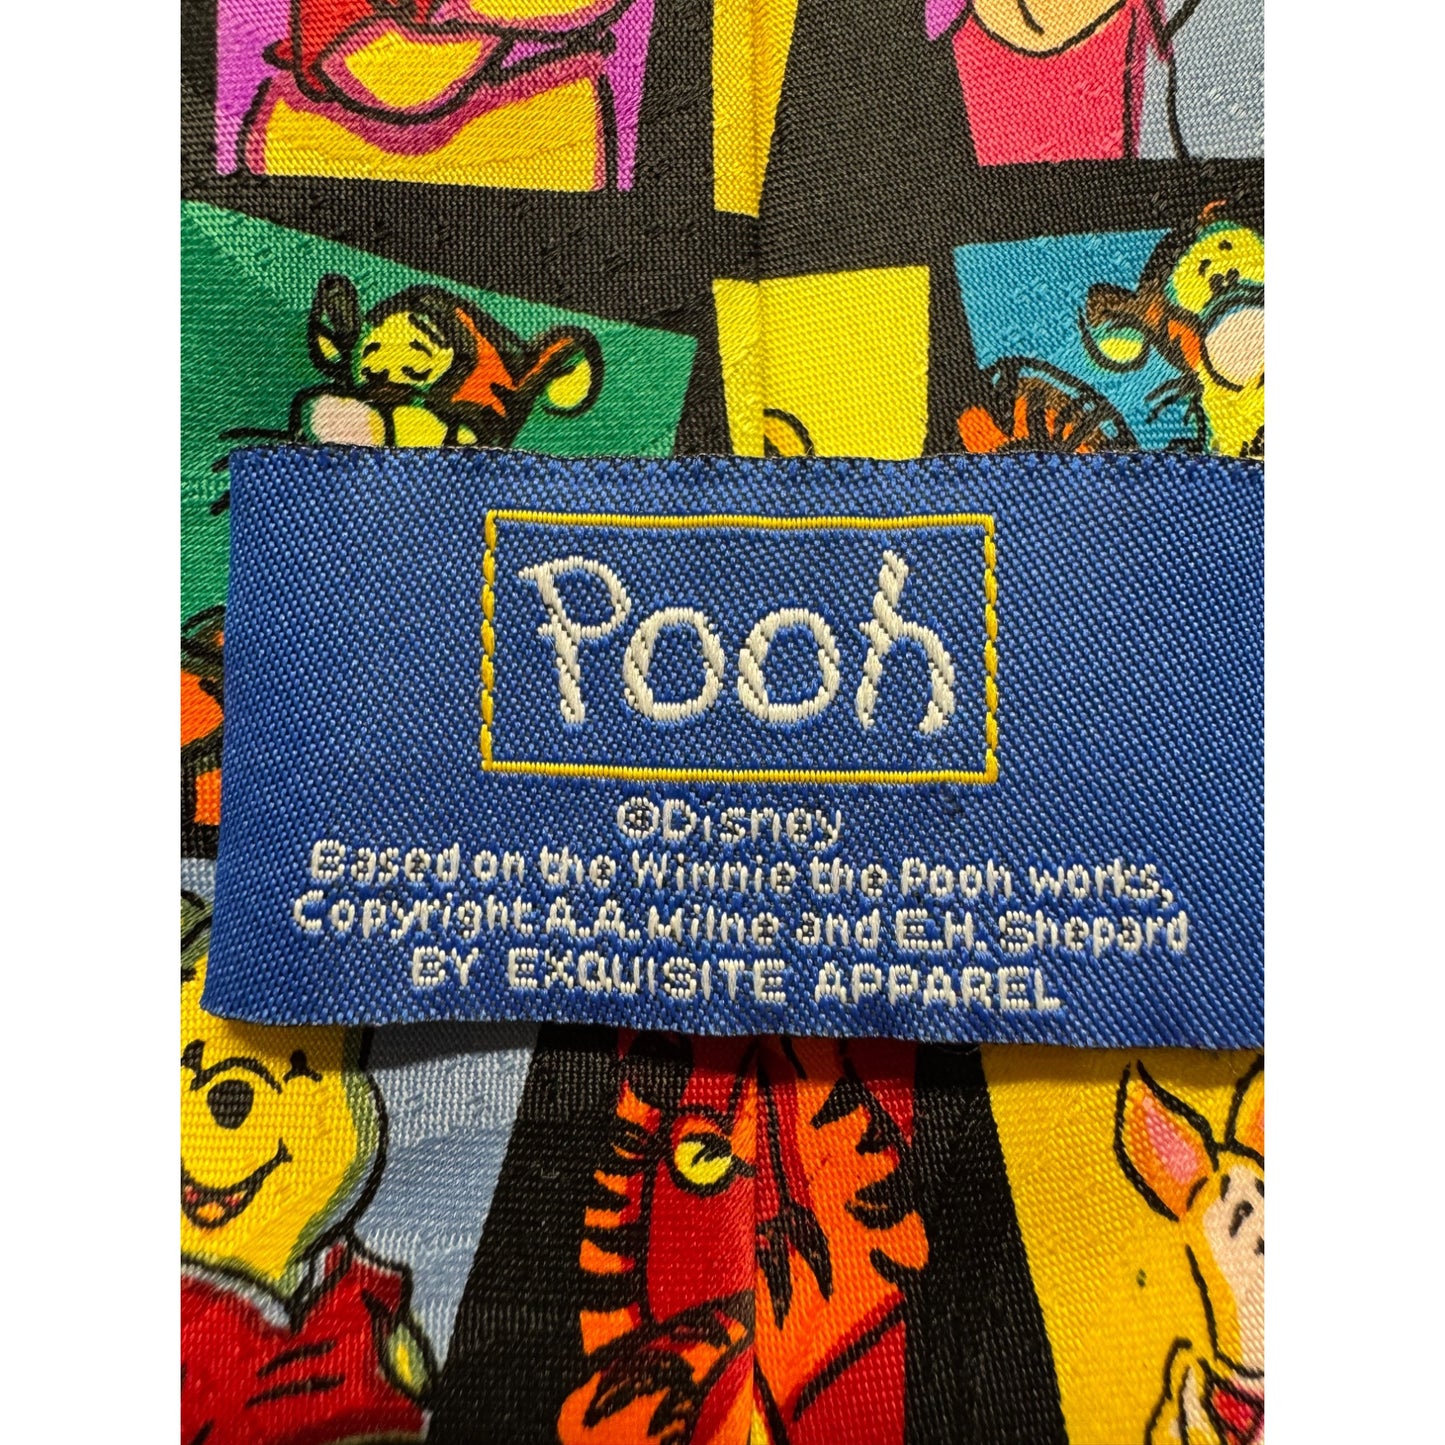 Pooh
©Disney
Based on the Winnie the Pooh works,
Copyright A.A. Milne and E.H. Shepard
BY EXQUISITE APPAREL